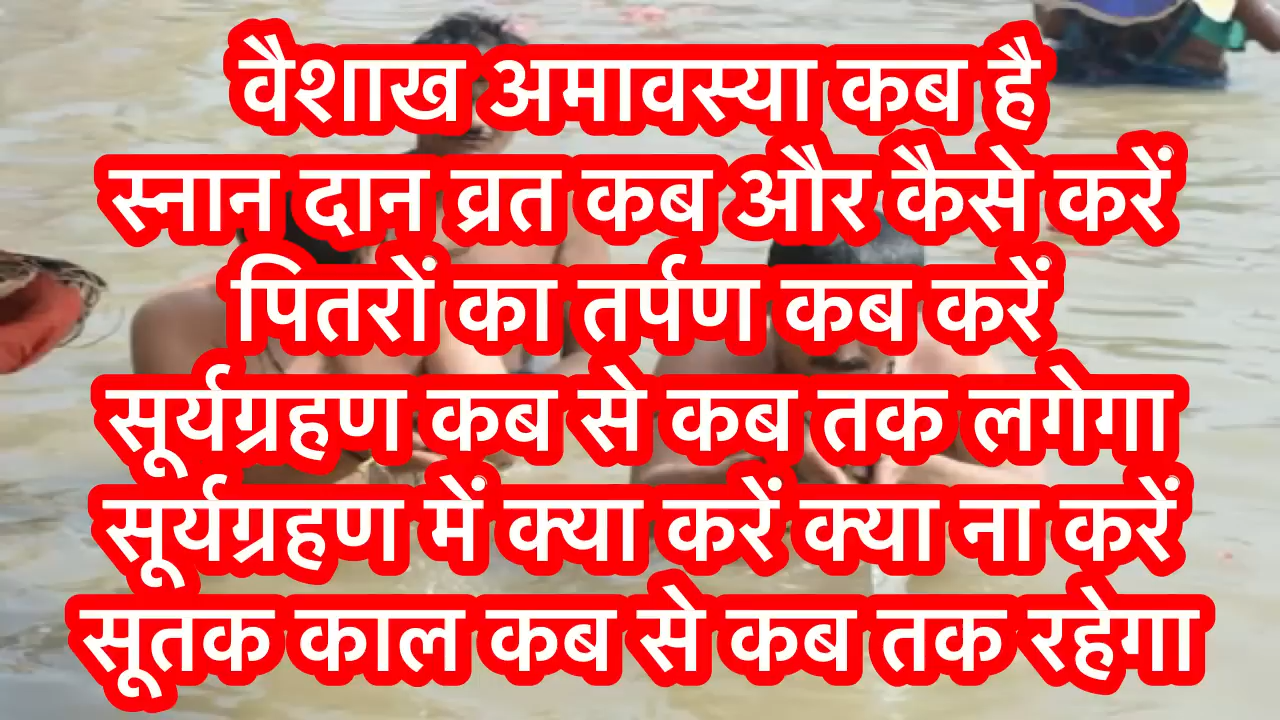 वैशाख अमावस्या कब है
स्नान दान व्रत कब और कैसे करें
पितरों का तर्पण कब करें
सूर्यग्रहण कब से कब तक लगेगा
सूर्यग्रहण में क्या करें क्या ना करें
सूतक काल कब से कब तक रहेगा